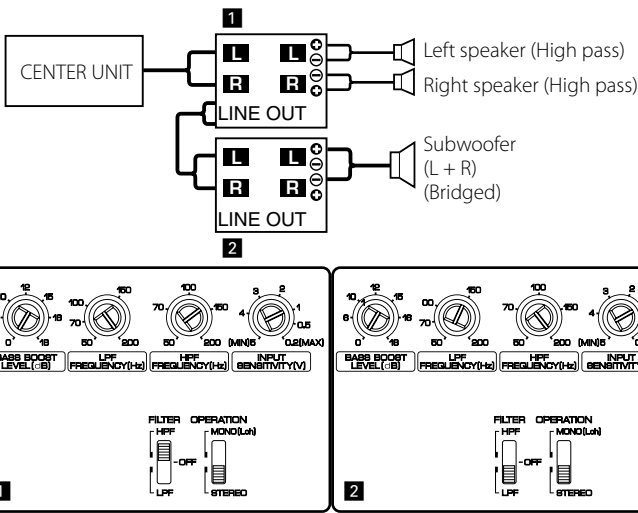 1
CENTER UNIT
L L + −
R R − +
LINE OUT
Left speaker (High pass)
Right speaker (High pass)
L L + −
R R − +
LINE OUT
Subwoofer
(L + R)
(Bridged)
2
12 15 18 0 18
BASS BOOST
LEVEL (dB)
50 70 100 150 200
LPF
FREQUENCY(Hz)
50 70 100 150 200
HPF
FREQUENCY(Hz)
(MIN)5 4 3 2 1 0.5 0.2(MAX)
INPUT
SENSITIVITY(V)
FILTER OPERATION
HPF MONO(Lch)
OFF
LPF STEREO
1
6 10 12 15 18 0 18
BASS BOOST
LEVEL (dB)
50 70 00 150 200
LPF
FREQUENCY(Hz)
50 70 100 150 200
HPF
FREQUENCY(Hz)
(MIN)5 4 3 2
INPUT
FILTER OPERATION
HPF MONO(Lch)
OFF
LPF STEREO
2